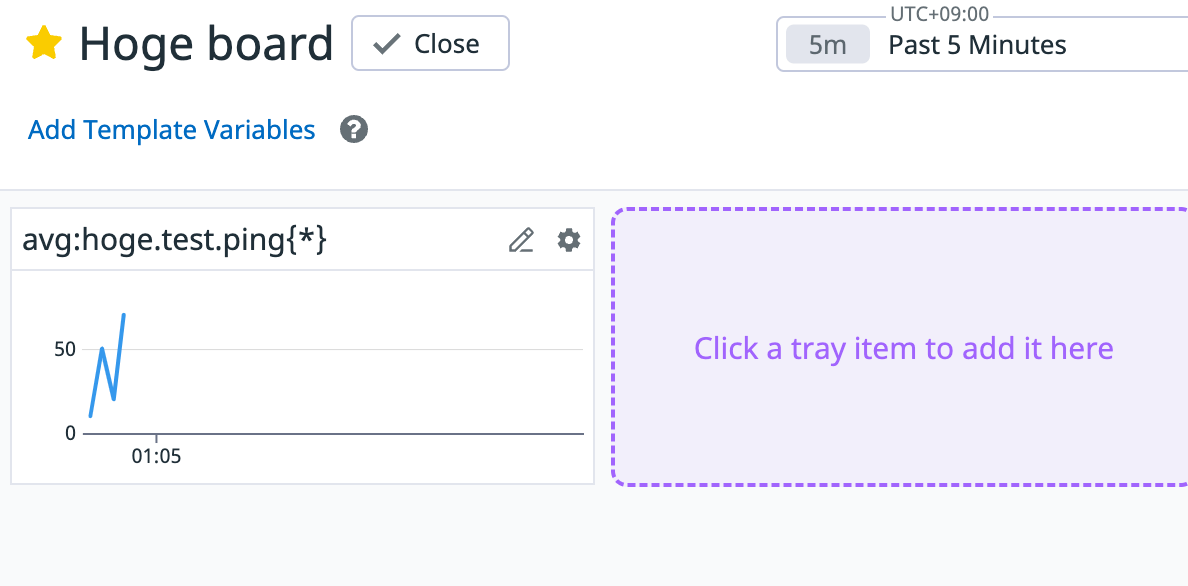 Hoge board
Close
UTC+09:00
5m Past 5 Minutes
Add Template Variables ?
avg:hoge.test.ping{*}
50
0
01:05
Click a tray item to add it here